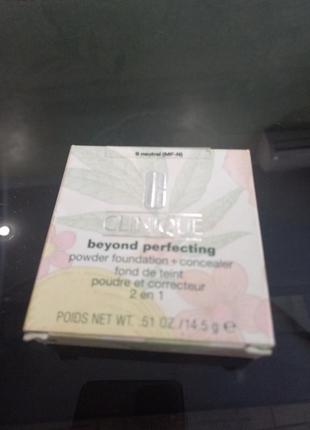 9 neutral (MF-N)
CLINIQUE
beyond perfecting
powder foundation + concealer
fond de teint
poudre et correcteur
2 en 1
POIDS NET WT. .51 OZ./14.5 g ℮